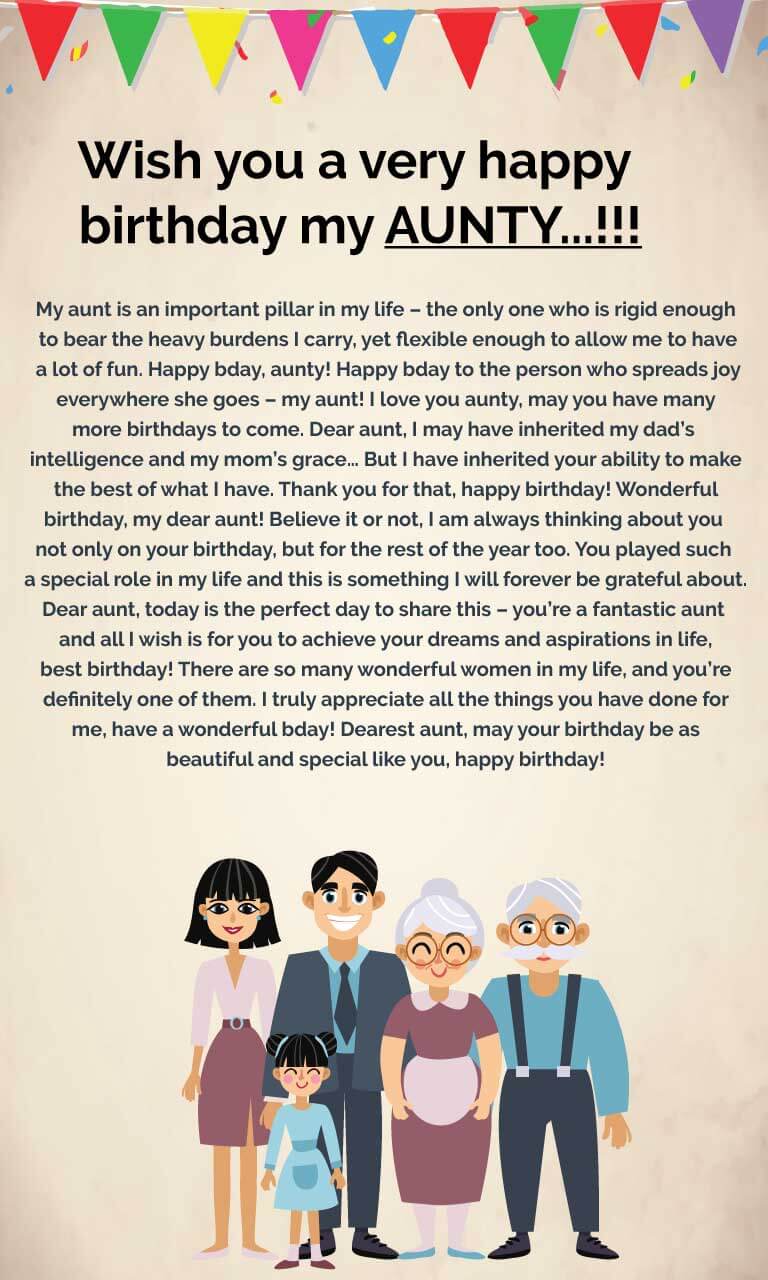 Wish you a very happy
birthday my AUNTY...!!!
My aunt is an important pillar in my life – the only one who is rigid enough
to bear the heavy burdens I carry, yet flexible enough to allow me to have
a lot of fun. Happy bday, aunty! Happy bday to the person who spreads joy
everywhere she goes – my aunt! I love you aunty, may you have many
more birthdays to come. Dear aunt, I may have inherited my dad’s
intelligence and my mom’s grace… But I have inherited your ability to make
the best of what I have. Thank you for that, happy birthday! Wonderful
birthday, my dear aunt! Believe it or not, I am always thinking about you
not only on your birthday, but for the rest of the year too. You played such
a special role in my life and this is something I will forever be grateful about.
Dear aunt, today is the perfect day to share this – you’re a fantastic aunt
and all I wish is for you to achieve your dreams and aspirations in life,
best birthday! There are so many wonderful women in my life, and you’re
definitely one of them. I truly appreciate all the things you have done for
me, have a wonderful bday! Dearest aunt, may your birthday be as
beautiful and special like you, happy birthday!